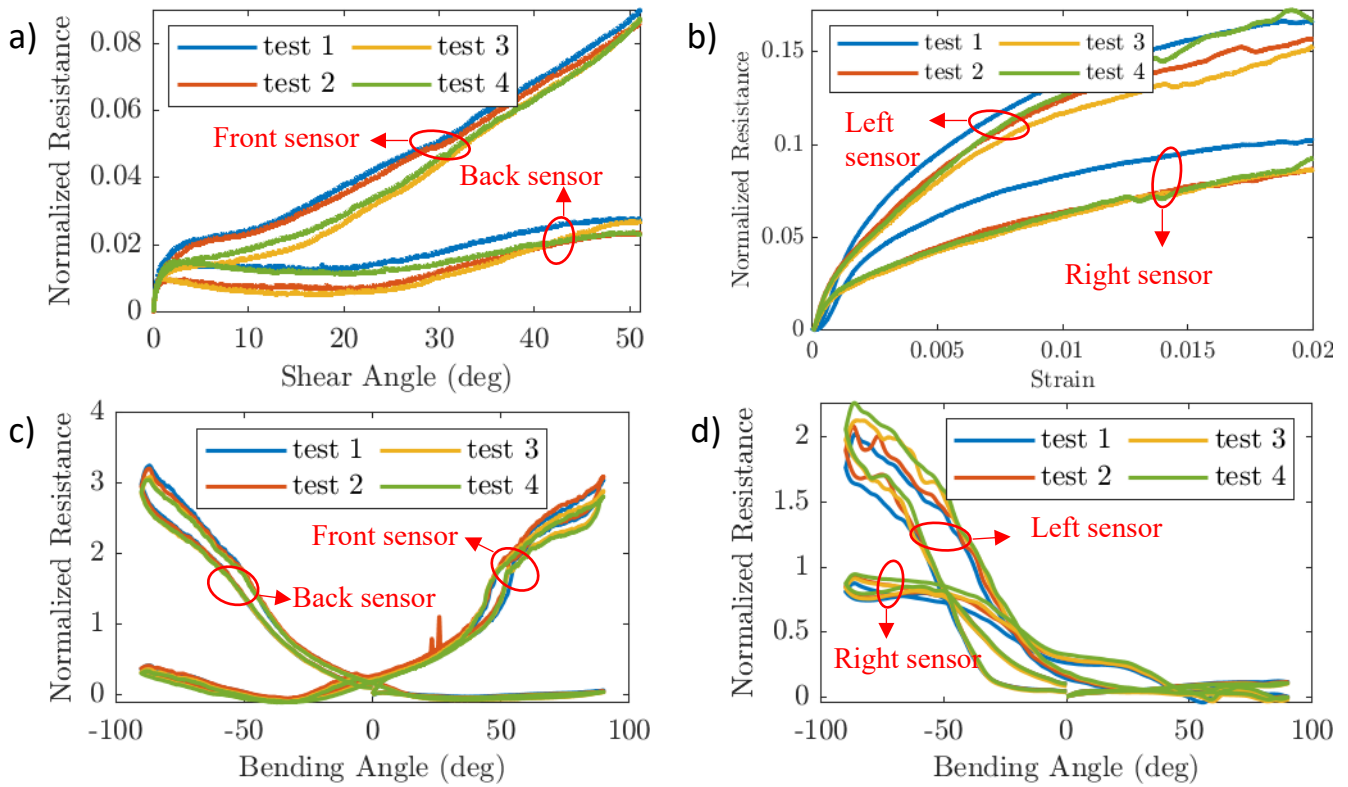 a)
test 1
test 3
test 2
test 4
Front sensor
Back sensor
0.08
0.06
0.04
0.02
0
0
10
20
30
40
50
Normalized Resistance
Shear Angle (deg)
b)
test 1
test 3
test 2
test 4
Left
sensor
Right sensor
0.15
0.1
0.05
0
0
0.005
0.01
0.015
0.02
Normalized Resistance
Strain
c)
test 1
test 3
test 2
test 4
Front sensor
Back sensor
4
3
2
1
0
-100
-50
0
50
100
Normalized Resistance
Bending Angle (deg)
d)
test 1
test 3
test 2
test 4
Left sensor
Right sensor
2
1.5
1
0.5
0
-100
-50
0
50
100
Normalized Resistance
Bending Angle (deg)